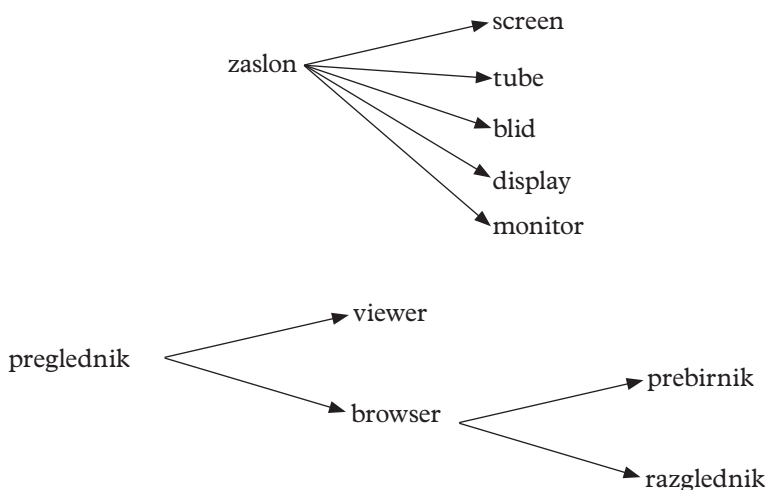 screen
zaslon
tube
blid
display
monitor
viewer
preglednik
prebirnik
browser
razglednik